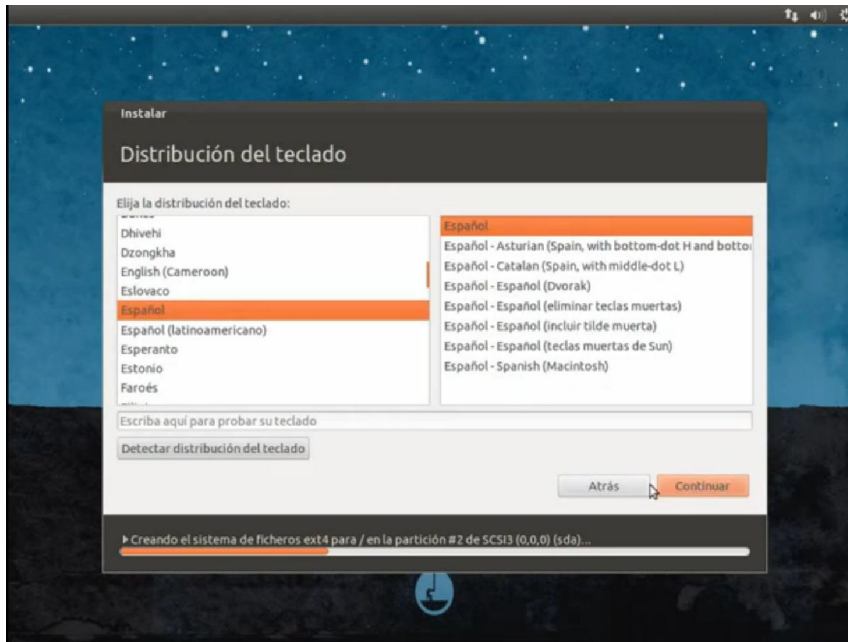 Instalar
Distribución del teclado
Elija la distribución del teclado:
Dhivehi
Dzongkha
English (Cameroon)
Eslovaco
Español
Español (latinoamericano)
Esperanto
Estonio
Faroés
Español
Español - Asturian (Spain, with bottom-dot H and botto
Español - Catalan (Spain, with middle-dot L)
Español - Español (Dvorak)
Español - Español (eliminar teclas muertas)
Español - Español (incluir tilde muerta)
Español - Español (teclas muertas de Sun)
Español - Spanish (Macintosh)
Escriba aquí para probar su teclado
Detectar distribución del teclado
Atrás
Continuar
Creando el sistema de ficheros ext4 para / en la partición #2 de SCSI3 (0,0,0) (sda)...